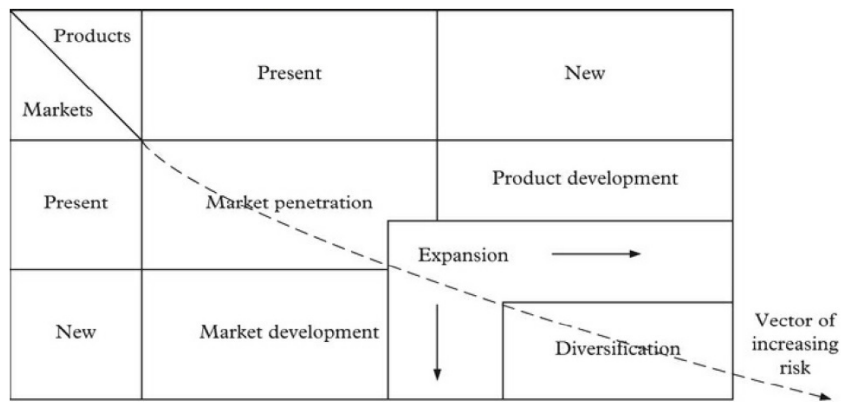 Products
Markets
Present
New
Present
Market penetration
Product development
Expansion
New
Market development
Diversification
Vector of
increasing
risk